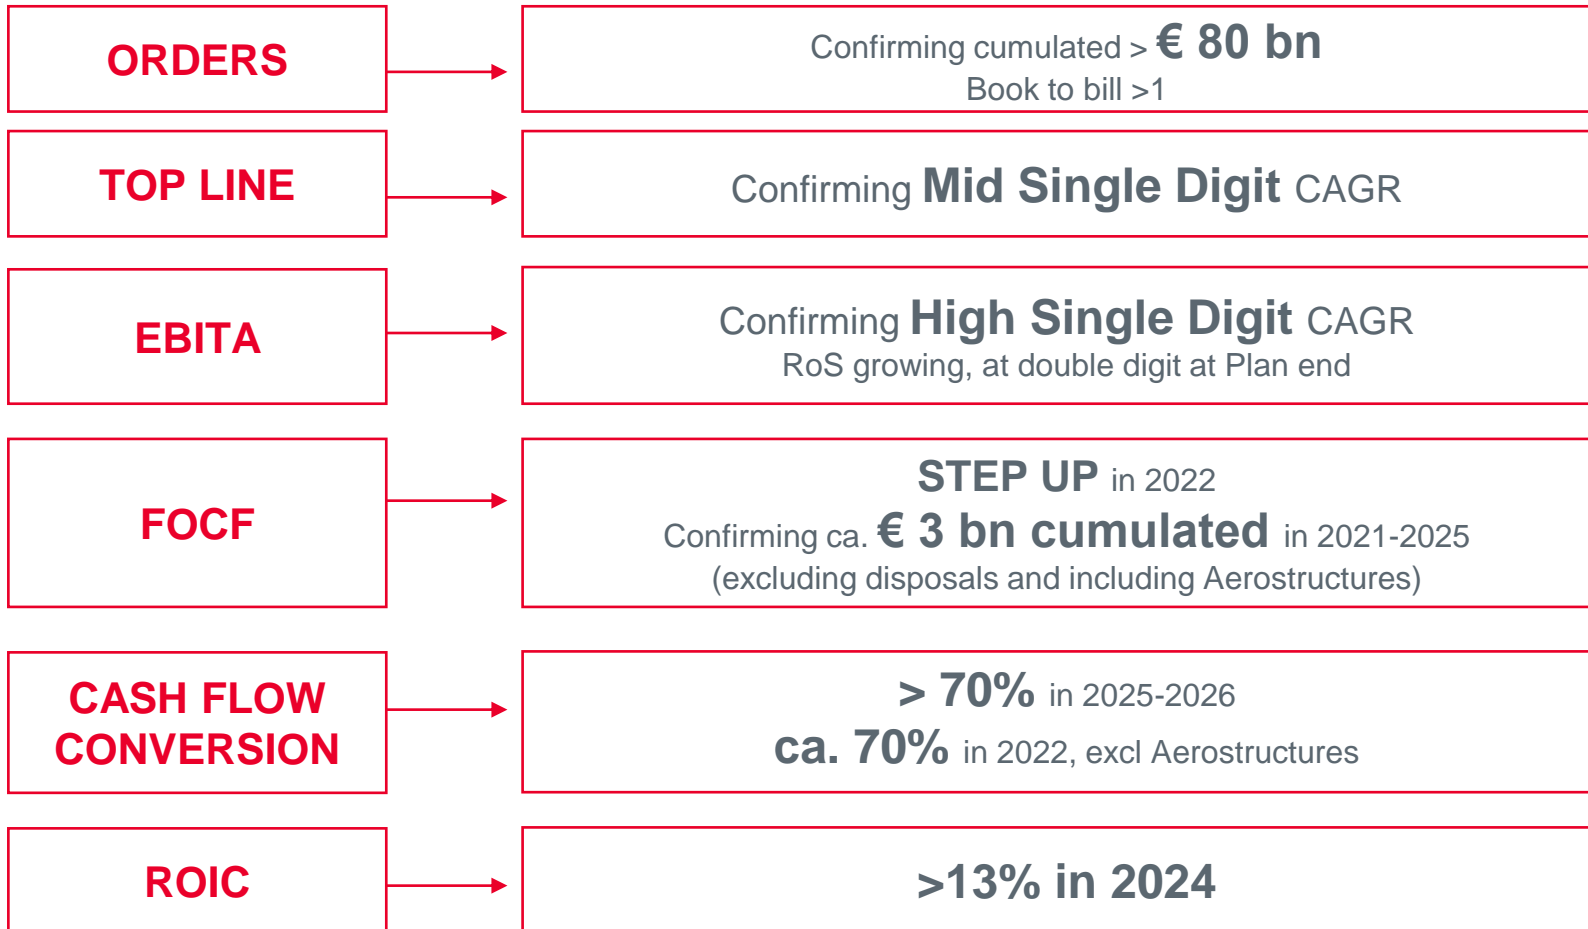 ORDERS
Confirming cumulated > € 80 bn
Book to bill >1
TOP LINE
Confirming Mid Single Digit CAGR
EBITA
Confirming High Single Digit CAGR
RoS growing, at double digit at Plan end
FOCF
STEP UP in 2022
Confirming ca. € 3 bn cumulated in 2021-2025
(excluding disposals and including Aerostructures)
CASH FLOW
CONVERSION
> 70% in 2025-2026
ca. 70% in 2022, excl Aerostructures
ROIC
>13% in 2024